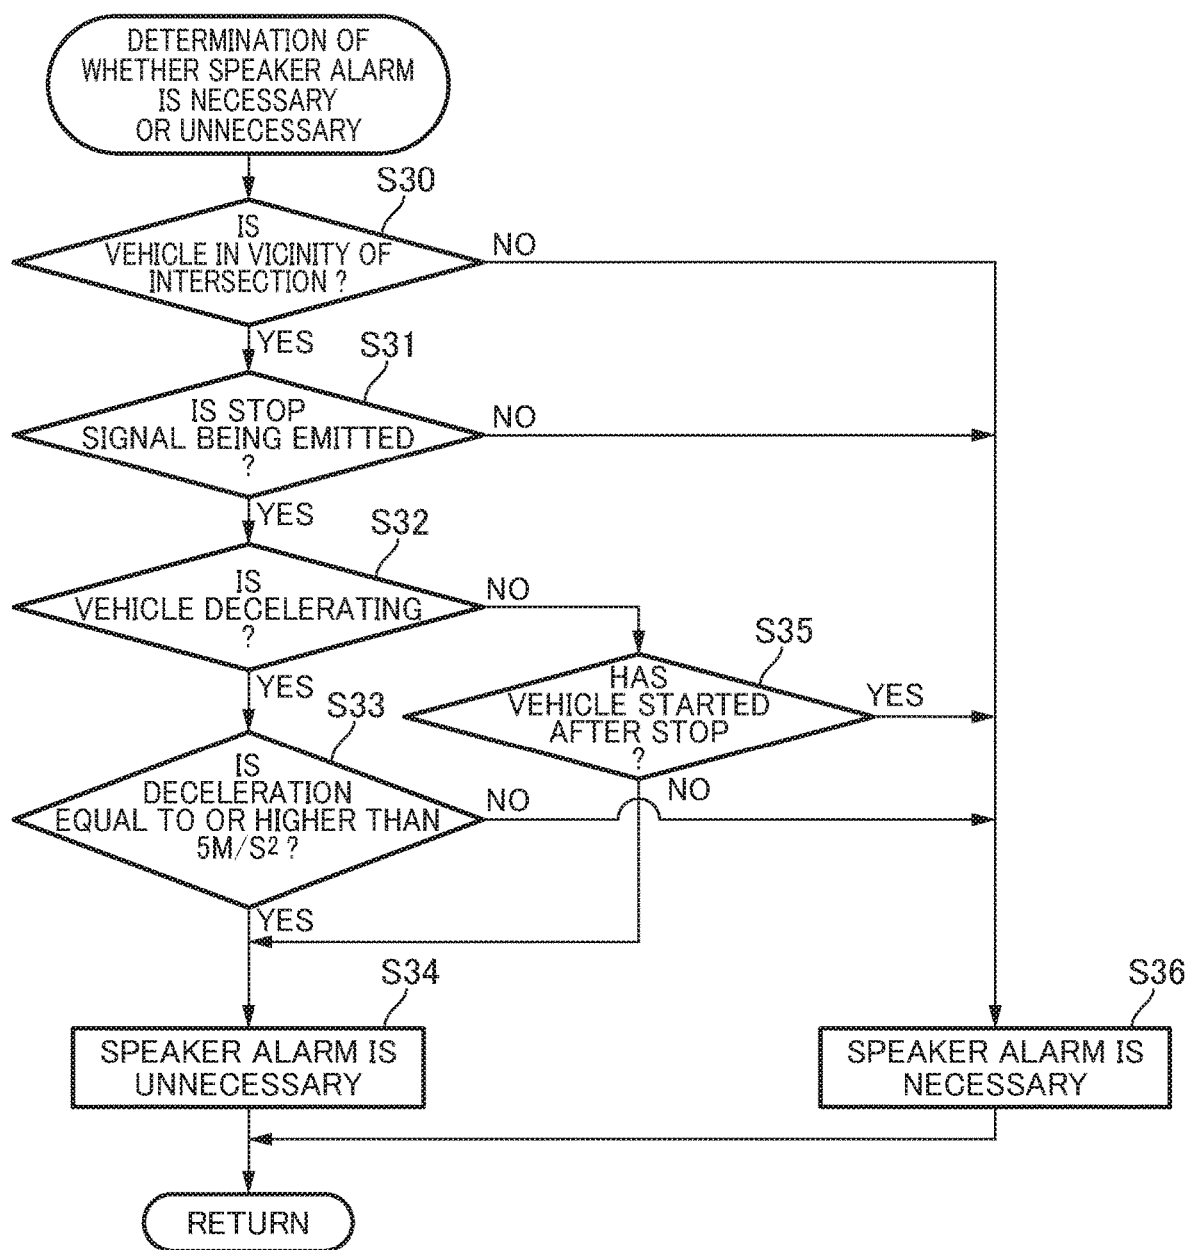 DETERMINATION OF
WHETHER SPEAKER ALARM
IS NECESSARY
OR UNNECESSARY
S30
IS
VEHICLE IN VICINITY OF
INTERSECTION ?
NO
YES
S31
IS STOP
SIGNAL BEING EMITTED
?
NO
YES
S32
IS
VEHICLE DECELERATING
?
NO
YES
S35
HAS
VEHICLE STARTED
AFTER STOP
?
YES
NO
S33
IS
DECELERATION
EQUAL TO OR HIGHER THAN
5M/S² ?
NO
YES
S34
SPEAKER ALARM IS
UNNECESSARY
S36
SPEAKER ALARM IS
NECESSARY
RETURN